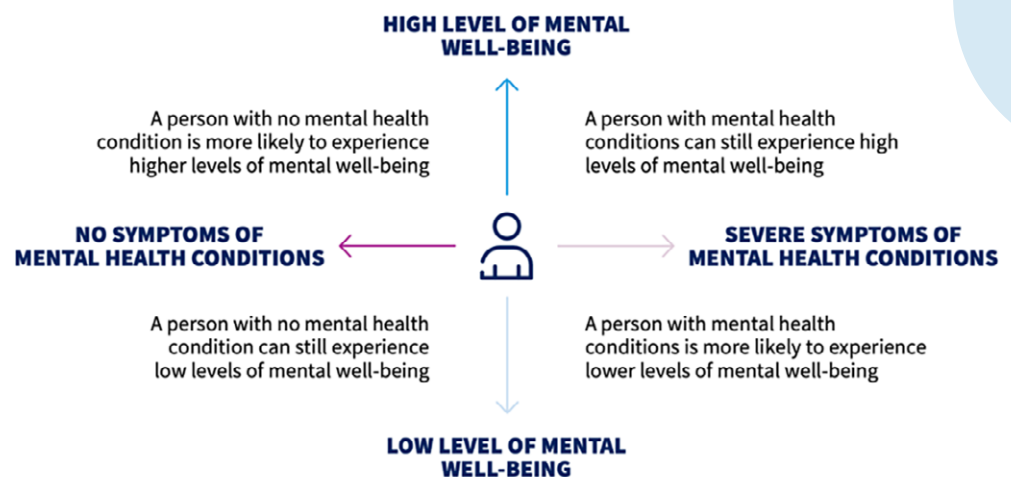 HIGH LEVEL OF MENTAL
WELL-BEING
A person with no mental health
condition is more likely to experience
higher levels of mental well-being
A person with mental health
conditions can still experience high
levels of mental well-being
NO SYMPTOMS OF
MENTAL HEALTH CONDITIONS
SEVERE SYMPTOMS OF
MENTAL HEALTH CONDITIONS
A person with no mental health
condition can still experience
low levels of mental well-being
A person with mental health
conditions is more likely to experience
lower levels of mental well-being
LOW LEVEL OF MENTAL
WELL-BEING